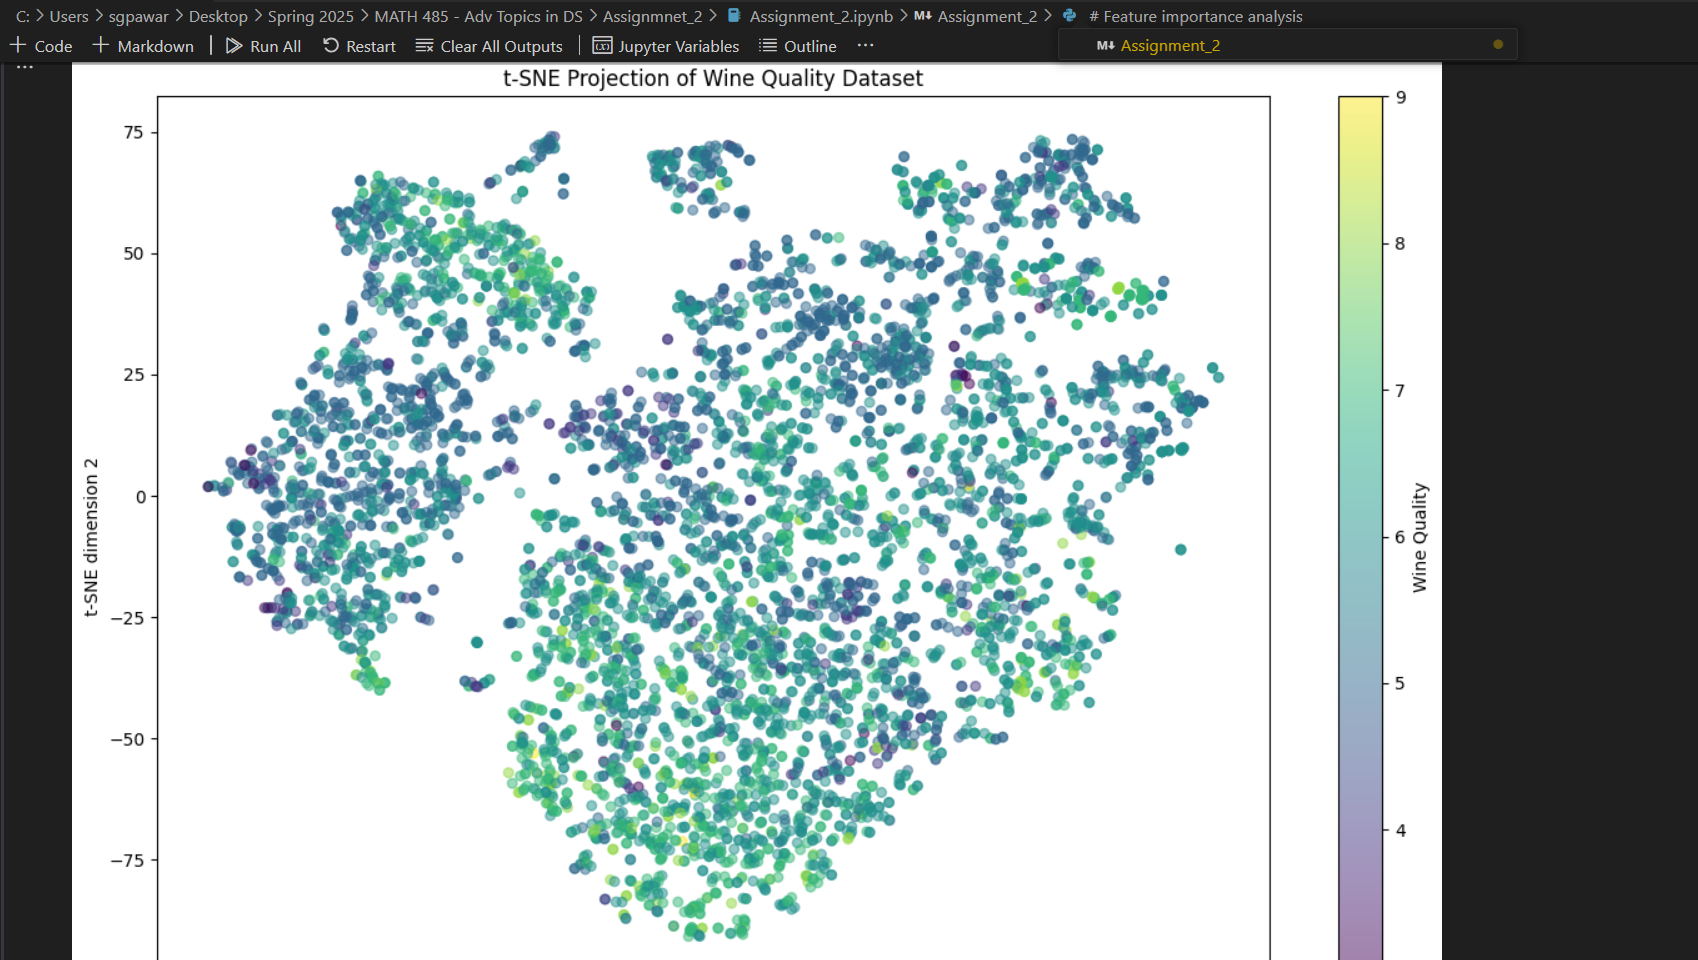 C: > Users > sgpawar > Desktop > Spring 2025 > MATH 485 - Adv Topics in DS > Assignmnet_2 > Assignment_2.ipynb > M↓ Assignment_2 > # Feature importance analysis
+ Code + Markdown | Run All Restart Clear All Outputs | Jupyter Variables Outline ...
M↓ Assignment_2
...
t-SNE Projection of Wine Quality Dataset
75
50
25
0
−25
−50
−75
t-SNE dimension 2
9
8
7
6
5
4
Wine Quality